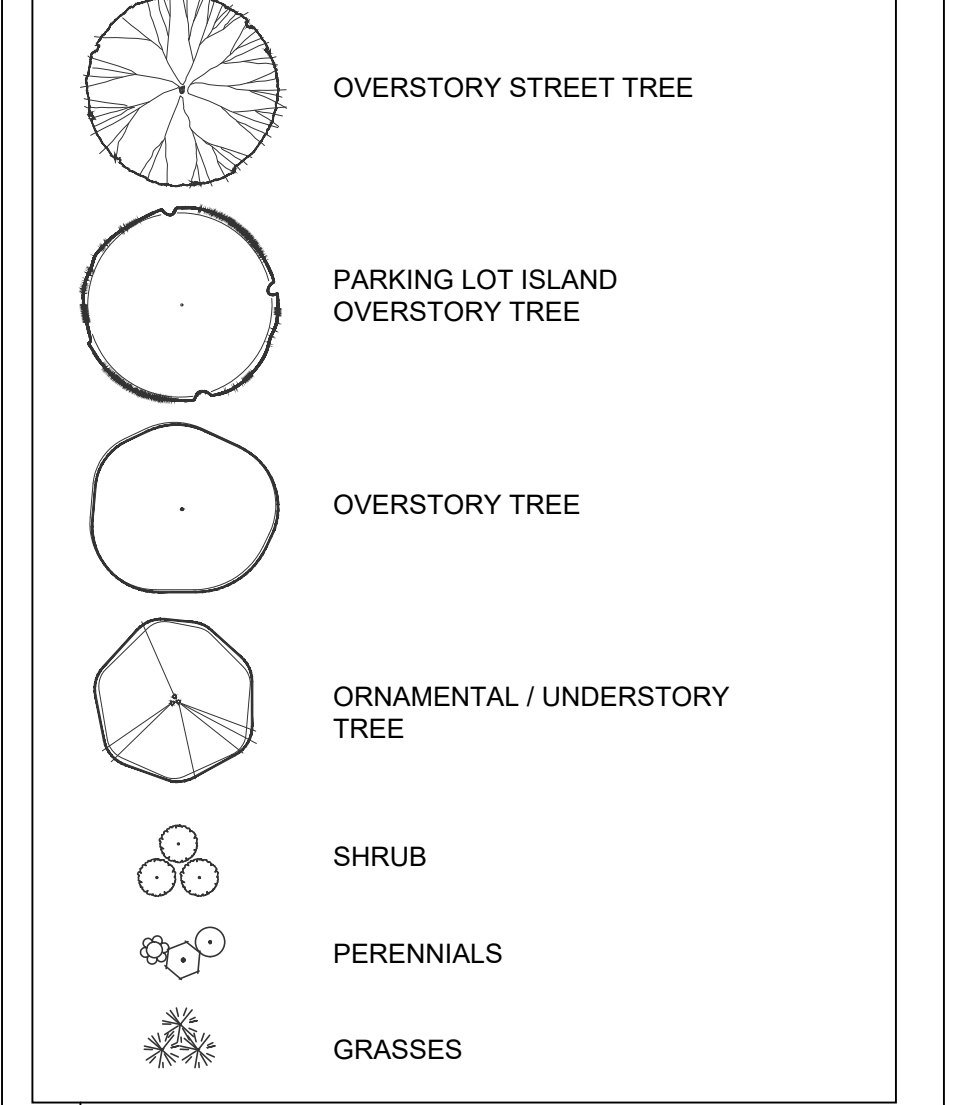 OVERSTORY STREET TREE
PARKING LOT ISLAND
OVERSTORY TREE
OVERSTORY TREE
ORNAMENTAL / UNDERSTORY
TREE
SHRUB
PERENNIALS
GRASSES